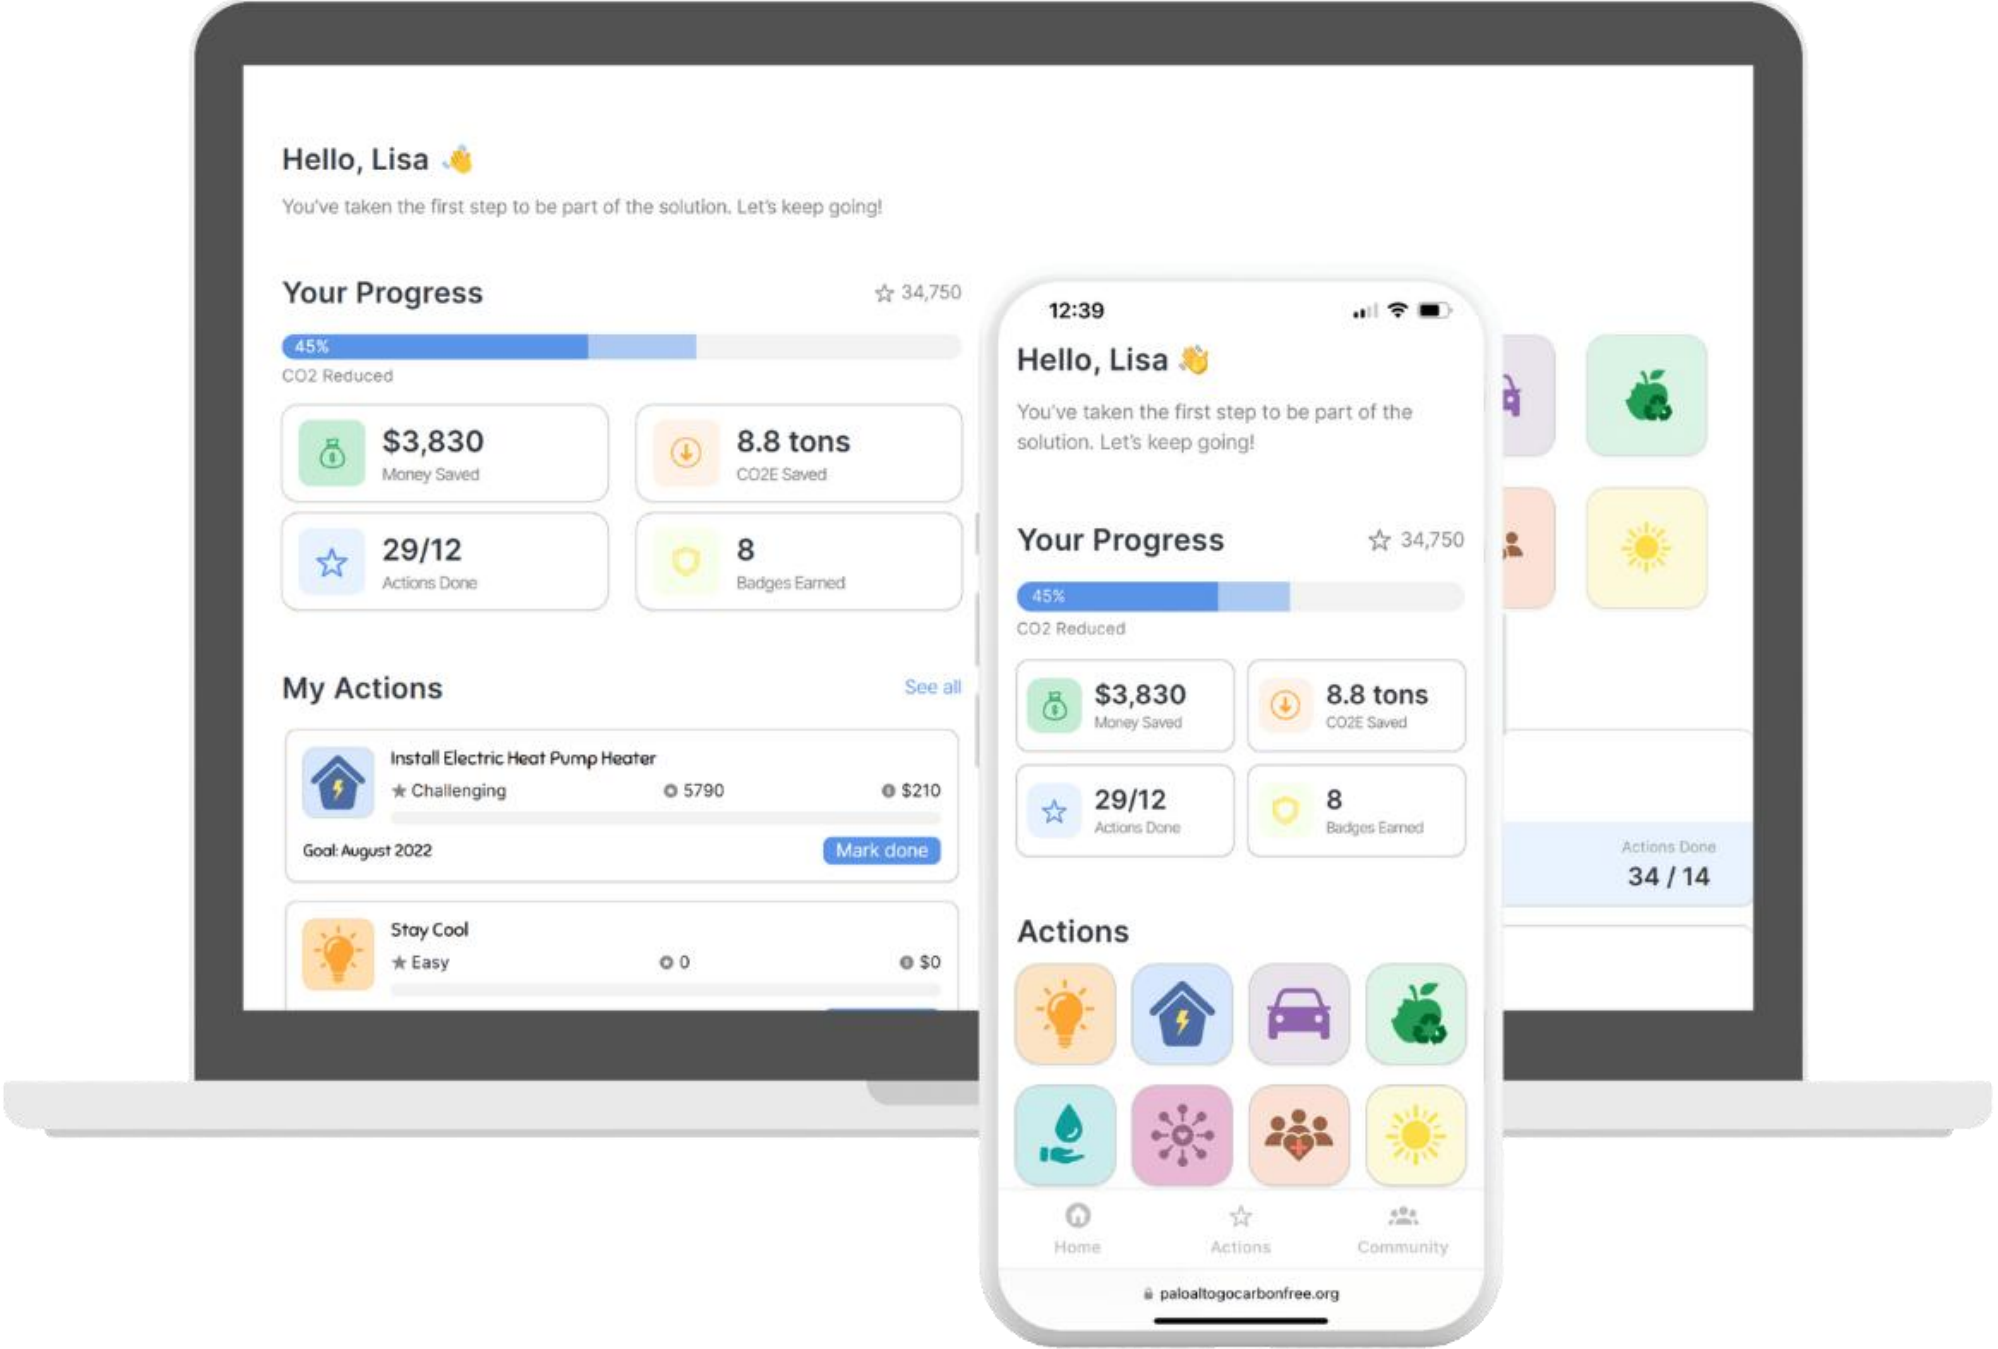 Hello, Lisa 👋
You've taken the first step to be part of the solution. Let's keep going!
Your Progress
34,750
45%
CO2 Reduced
$3,830
Money Saved
8.8 tons
CO2E Saved
29/12
Actions Done
8
Badges Earned
My Actions
See all
Install Electric Heat Pump Heater
★ Challenging
5790
$210
Goal: August 2022
Mark done
Stay Cool
★ Easy
0
$0
Actions Done
34 / 14
12:39
Hello, Lisa 👋
You've taken the first step to be part of the
solution. Let's keep going!
Your Progress
34,750
45%
CO2 Reduced
$3,830
Money Saved
8.8 tons
CO2E Saved
29/12
Actions Done
8
Badges Earned
Actions
Home
Actions
Community
paloaltogocarbonfree.org